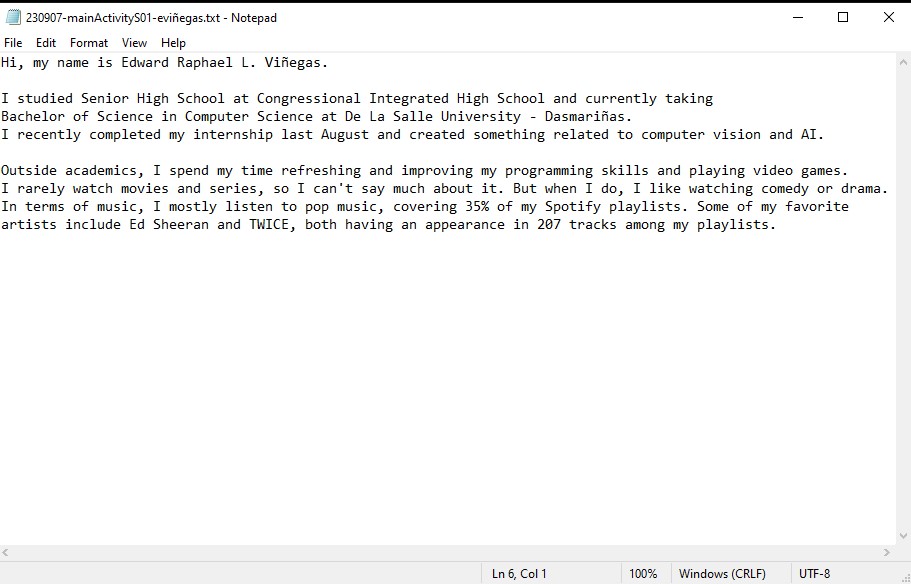 230907-mainActivityS01-eviñegas.txt - Notepad
File Edit Format View Help
Hi, my name is Edward Raphael L. Viñegas.
I studied Senior High School at Congressional Integrated High School and currently taking
Bachelor of Science in Computer Science at De La Salle University - Dasmariñas.
I recently completed my internship last August and created something related to computer vision and AI.
Outside academics, I spend my time refreshing and improving my programming skills and playing video games.
I rarely watch movies and series, so I can't say much about it. But when I do, I like watching comedy or drama.
In terms of music, I mostly listen to pop music, covering 35% of my Spotify playlists. Some of my favorite
artists include Ed Sheeran and TWICE, both having an appearance in 207 tracks among my playlists.
Ln 6, Col 1 100% Windows (CRLF) UTF-8